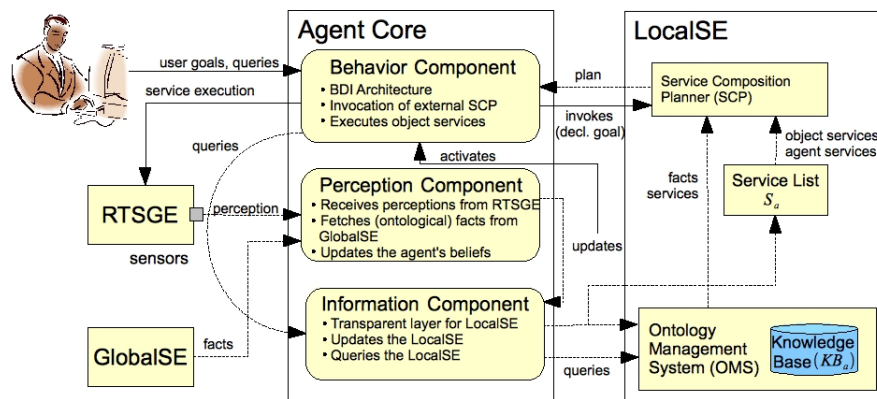 Agent Core
LocalSE
user goals, queries
service execution
Behavior Component
• BDI Architecture
• Invocation of external SCP
• Executes object services
plan
invokes
(decl. goal)
Service Composition
Planner (SCP)
queries
activates
object services
agent services
facts
services
Service List
Sₐ
RTSGE
perception
sensors
Perception Component
• Receives perceptions from RTSGE
• Fetches (ontological) facts from
GlobalSE
• Updates the agent's beliefs
updates
GlobalSE
facts
Information Component
• Transparent layer for LocalSE
• Updates the LocalSE
• Queries the LocalSE
queries
Ontology
Management
System (OMS)
Knowledge
Base (KBₐ)